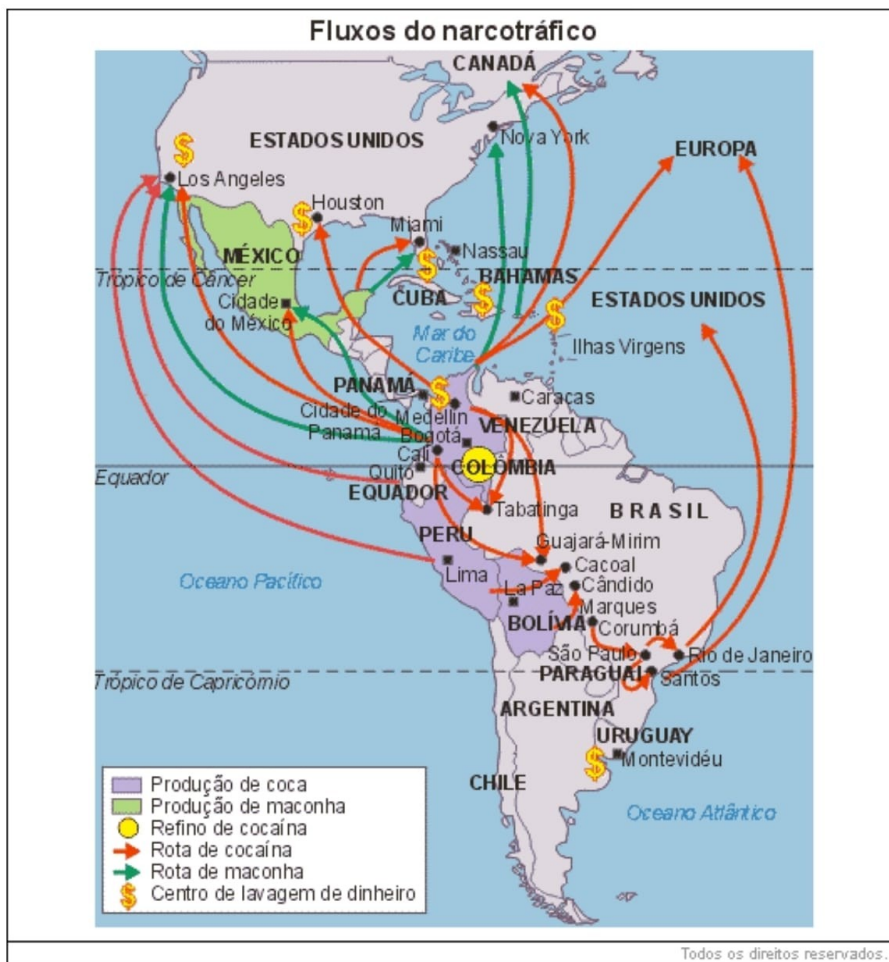 Fluxos do narcotráfico
CANADÁ
ESTADOS UNIDOS
Nova York
EUROPA
Los Angeles
Houston
Miami
MÉXICO
Nassau
Trópico de Câncer
BAHAMAS
CUBA
ESTADOS UNIDOS
Cidade
do México
Mar do
Caribe
Ilhas Virgens
PANAMÁ
Caracas
Cidade do
Panamá
Medellin
VENEZUELA
Bogotá
Cali
COLÔMBIA
Equador
Quito
EQUADOR
Tabatinga
BRASIL
PERU
Guajará-Mirim
Lima
Cacoal
Oceano Pacífico
La Paz
Cândido
Marques
BOLÍVIA
Corumbá
São Paulo
Rio de Janeiro
Trópico de Capricórnio
PARAGUAI
Santos
ARGENTINA
URUGUAY
Montevidéu
CHILE
Oceano Atlântico
Produção de coca
Produção de maconha
Refino de cocaína
Rota de cocaína
Rota de maconha
$ Centro de lavagem de dinheiro
Todos os direitos reservados.